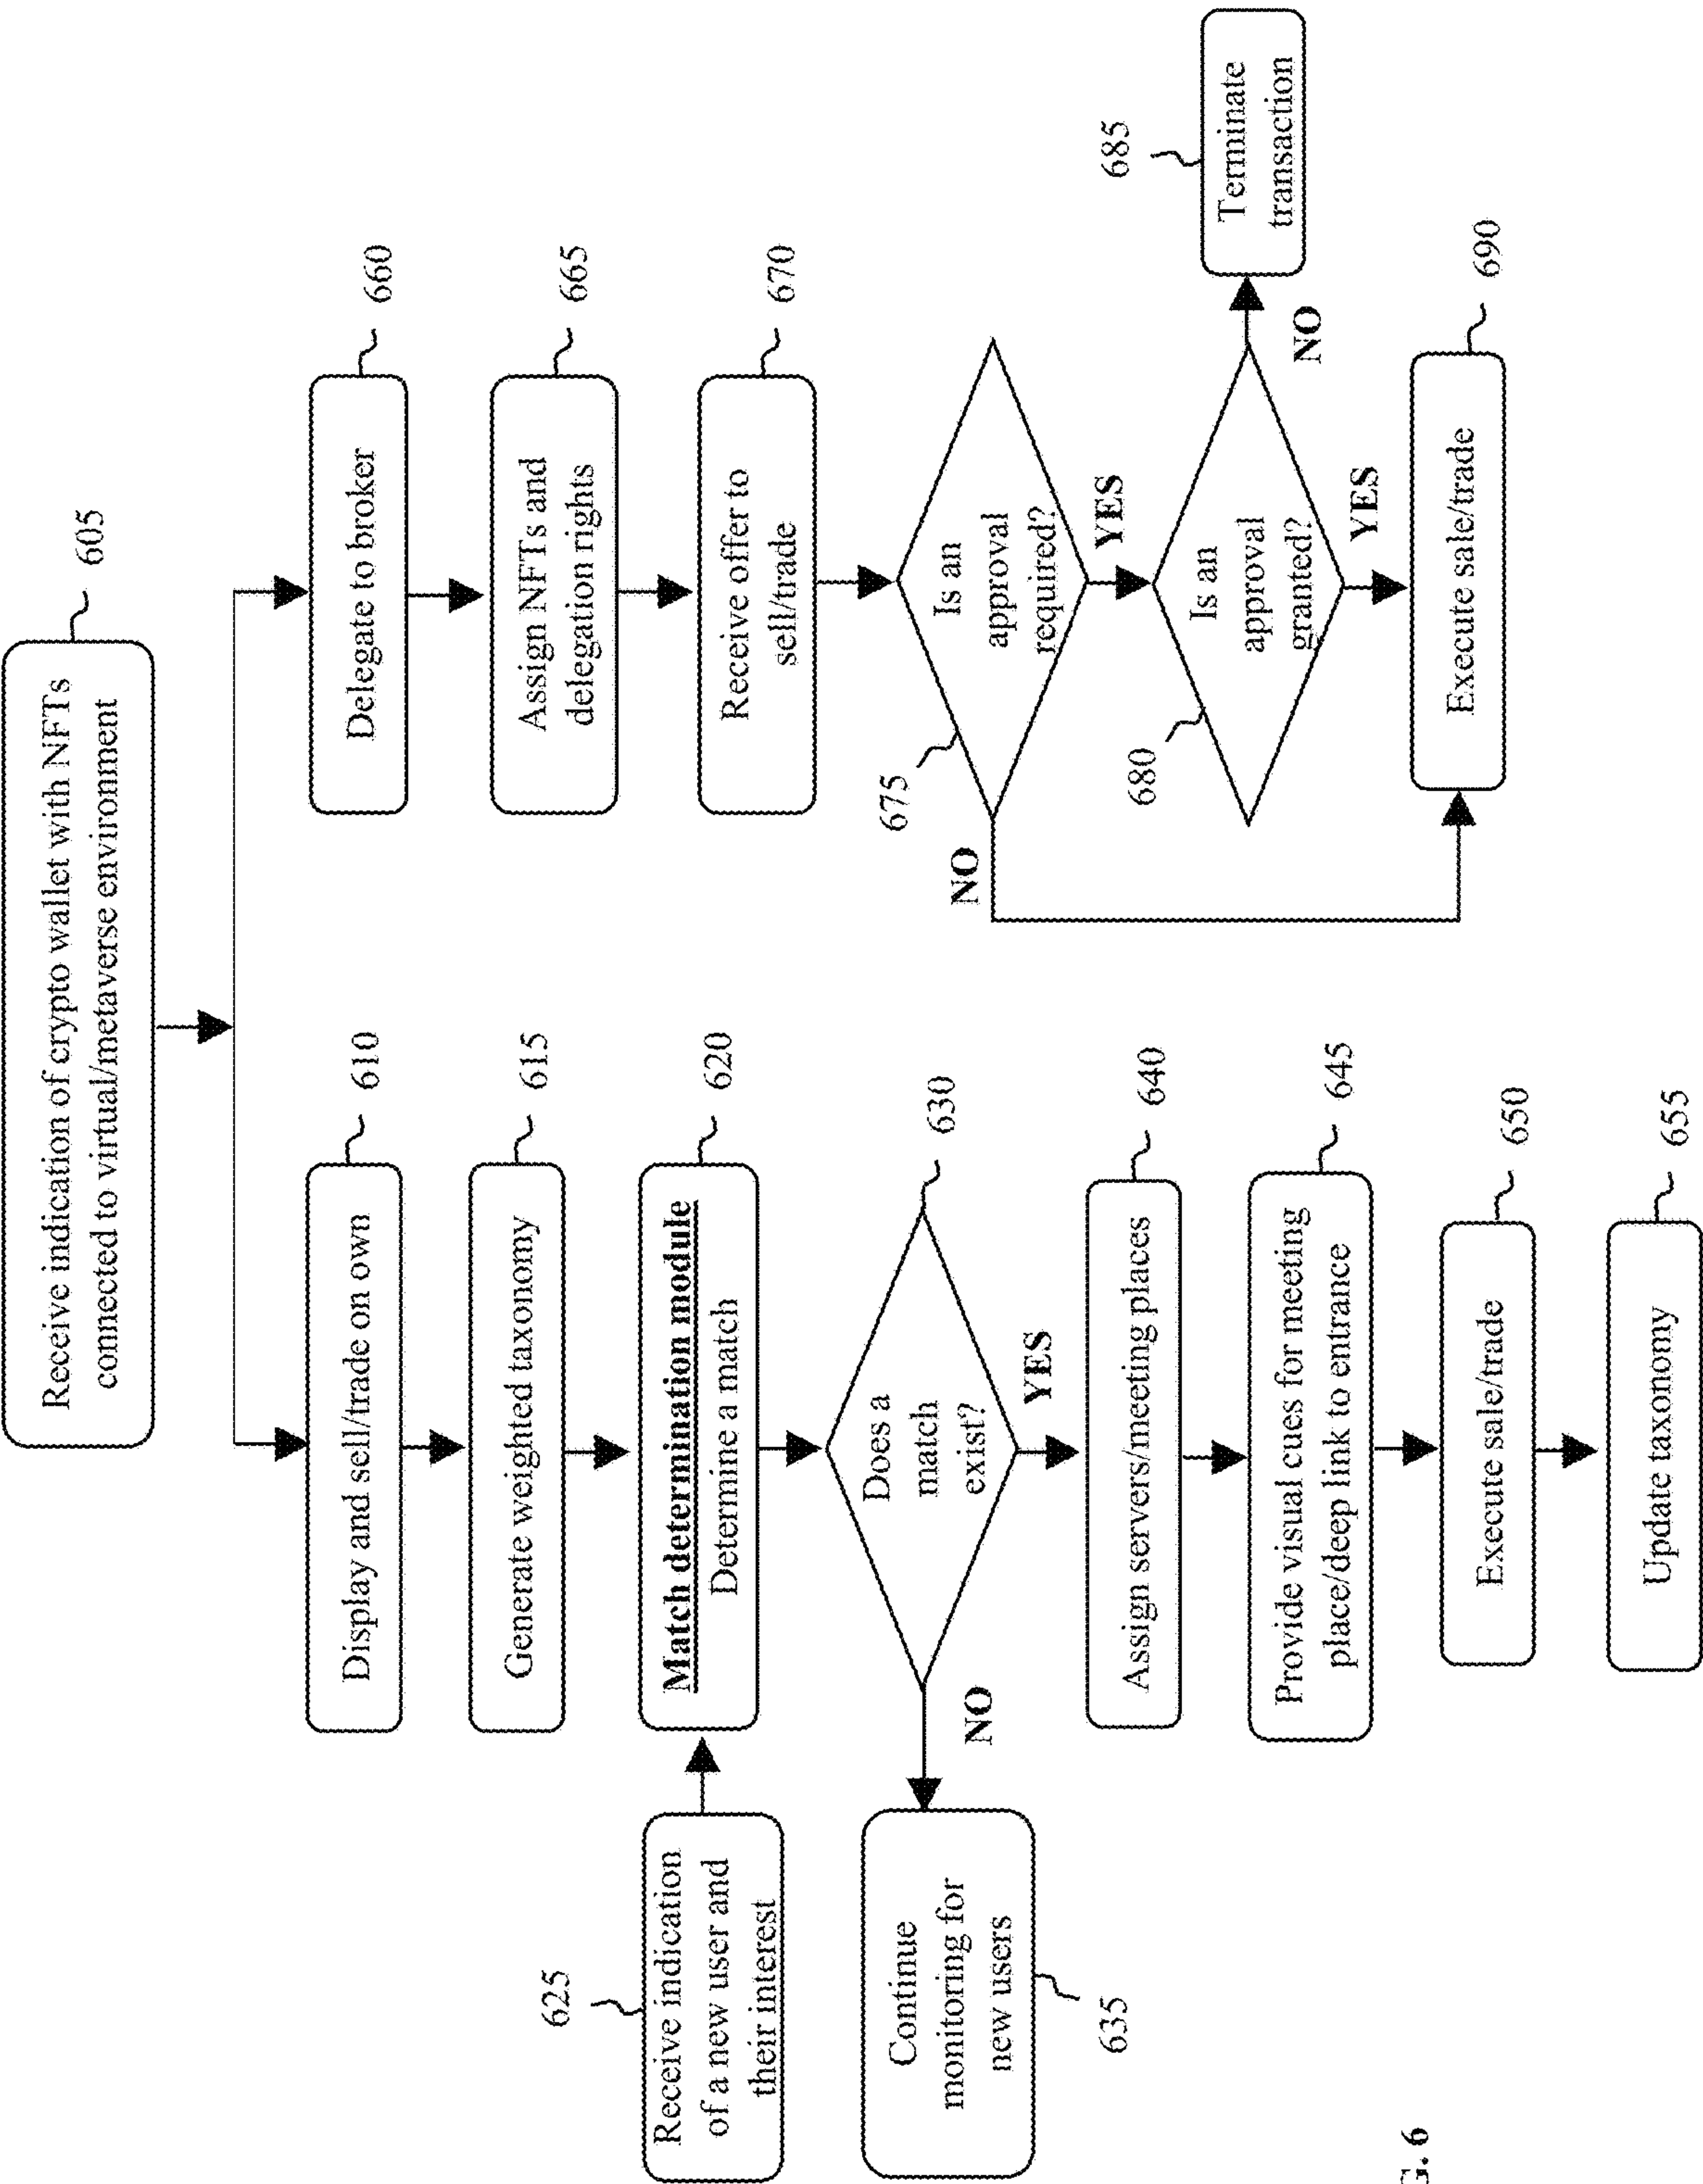 Receive indication of crypto wallet with NFTs
connected to virtual/metaverse environment
605
Display and sell/trade on own
610
Generate weighted taxonomy
615
Match determination module
Determine a match
620
625
Receive indication
of a new user and
their interest
Does a
match
exist?
630
NO
YES
Continue
monitoring for
new users
635
Assign servers/meeting places
640
Provide visual cues for meeting
place/deep link to entrance
645
Execute sale/trade
650
Update taxonomy
655
Delegate to broker
660
Assign NFTs and
delegation rights
665
Receive offer to
sell/trade
670
Is an
approval
required?
675
NO
YES
Is an
approval
granted?
680
NO
YES
685
Terminate
transaction
Execute sale/trade
690
G. 6